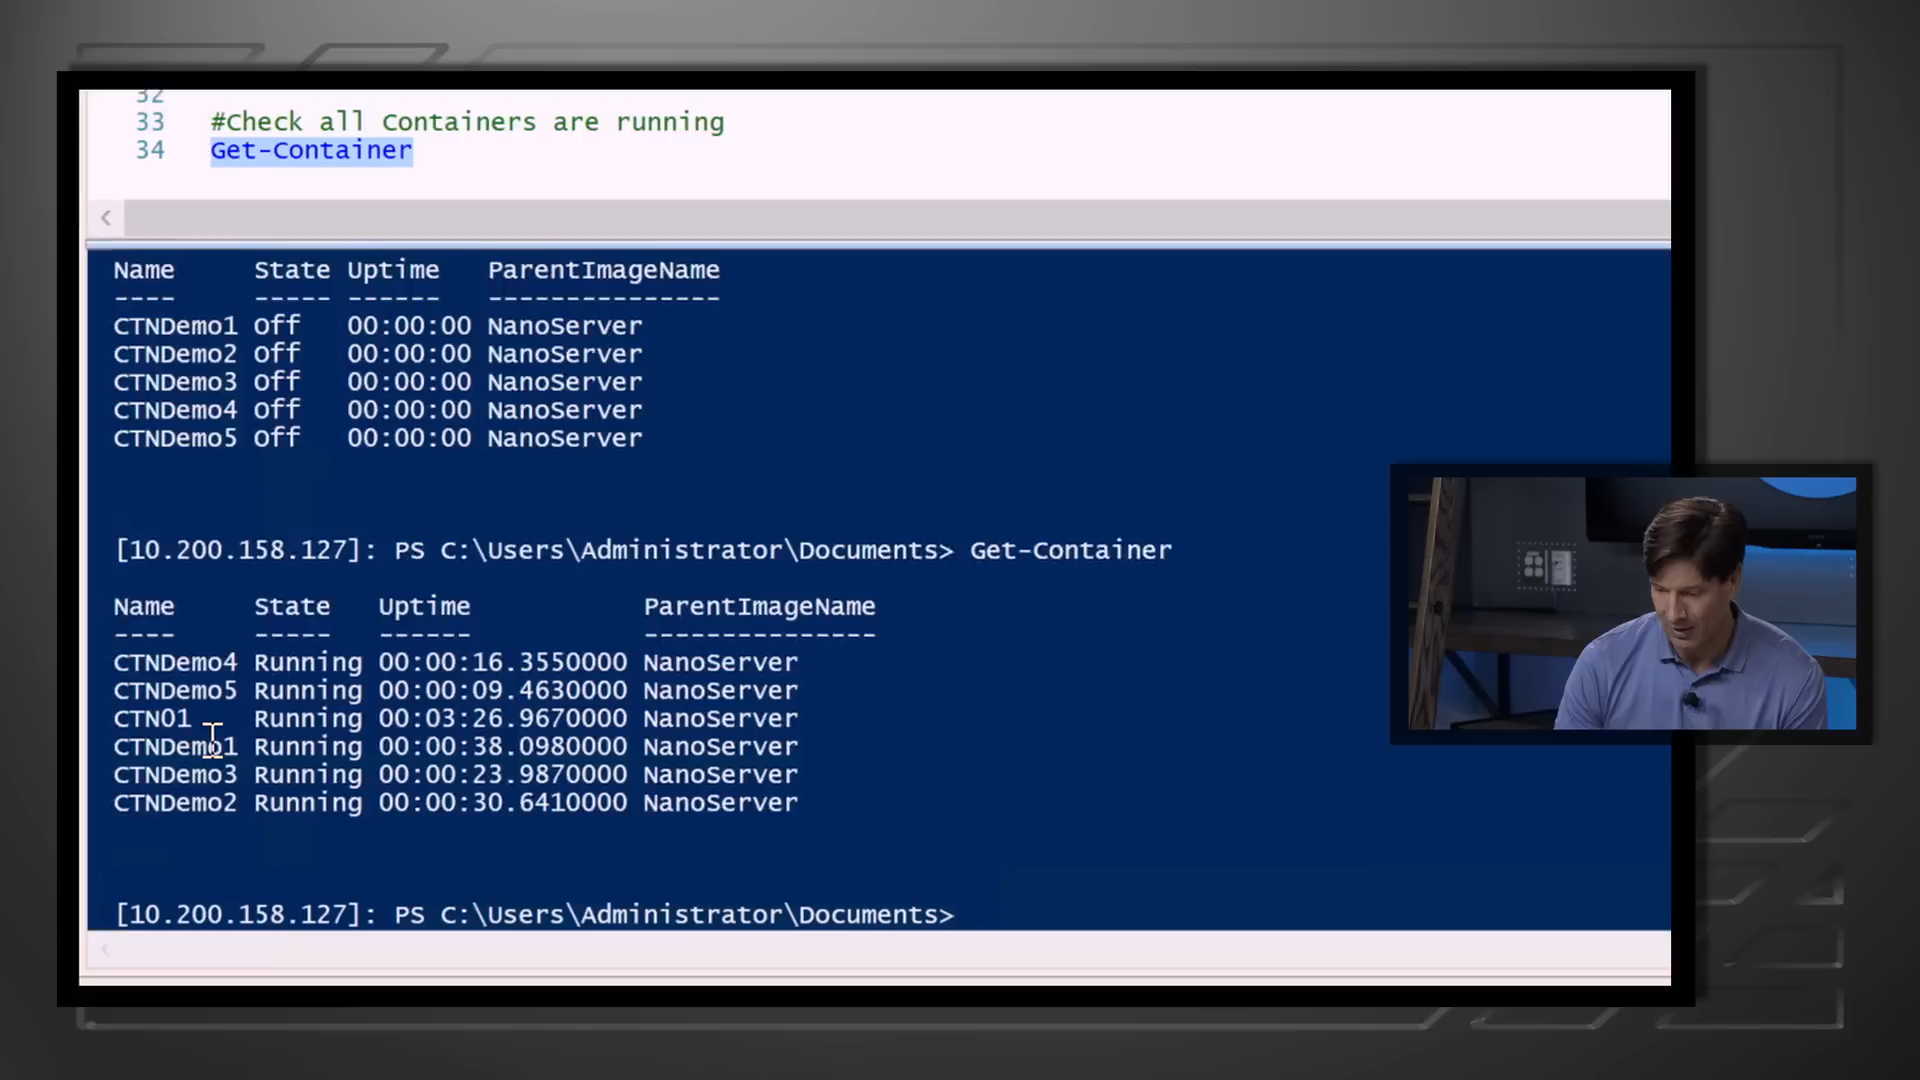 32
33 #Check all Containers are running
34 Get-Container
Name State Uptime ParentImageName
---- ----- ------ ---------------
CTNDemo1 Off 00:00:00 NanoServer
CTNDemo2 Off 00:00:00 NanoServer
CTNDemo3 Off 00:00:00 NanoServer
CTNDemo4 Off 00:00:00 NanoServer
CTNDemo5 Off 00:00:00 NanoServer
[10.200.158.127]: PS C:\Users\Administrator\Documents> Get-Container
Name State Uptime ParentImageName
---- ----- ------ ---------------
CTNDemo4 Running 00:00:16.3550000 NanoServer
CTNDemo5 Running 00:00:09.4630000 NanoServer
CTN01 Running 00:03:26.9670000 NanoServer
CTNDemo1 Running 00:00:38.0980000 NanoServer
CTNDemo3 Running 00:00:23.9870000 NanoServer
CTNDemo2 Running 00:00:30.6410000 NanoServer
[10.200.158.127]: PS C:\Users\Administrator\Documents>